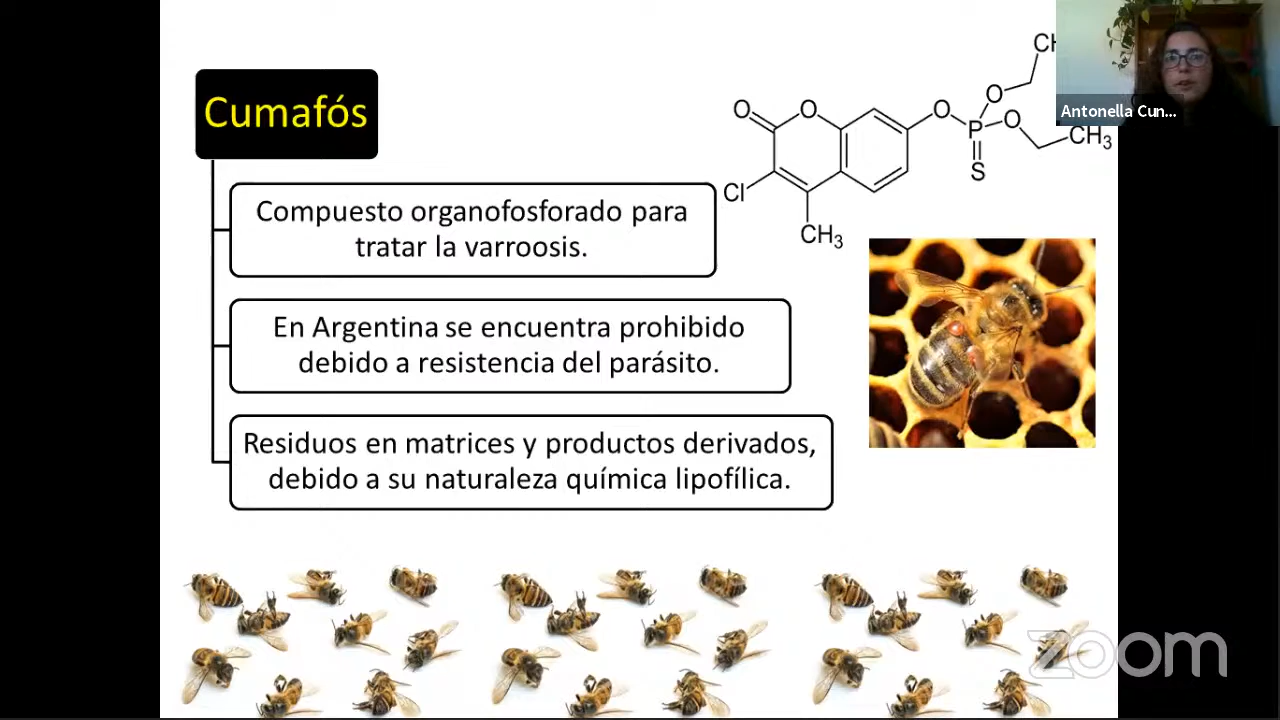 Cumafós
Compuesto organofosforado para
tratar la varroosis.
En Argentina se encuentra prohibido
debido a resistencia del parásito.
Residuos en matrices y productos derivados,
debido a su naturaleza química lipofílica.
O
O
Cl
CH₃
O
P
S
O
O
CH
CH₃
Antonella Cun...
zoom